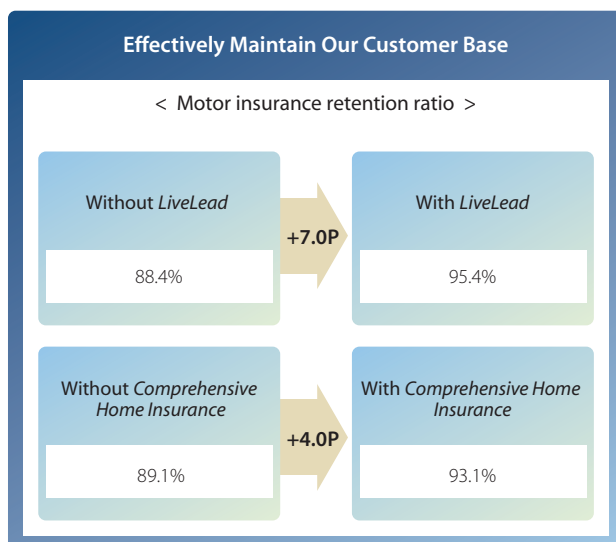 Effectively Maintain Our Customer Base
< Motor insurance retention ratio >
Without LiveLead
With LiveLead
+7.0P
88.4%
95.4%
Without Comprehensive
Home Insurance
With Comprehensive Home
Insurance
+4.0P
89.1%
93.1%